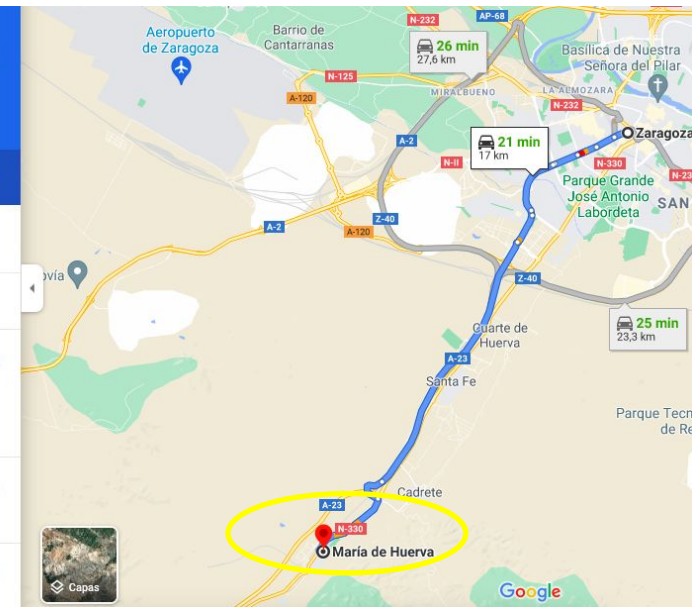 N-232
AP-68
Aeropuerto
de Zaragoza
Barrio de
Cantarranas
26 min
27,6 km
Basílica de Nuestra
Señora del Pilar
N-125
MIRALBUENO
LA ALMOZARA
A-120
N-232
A-2
21 min
17 km
Zaragoza
N-II
N-330
N-23
Parque Grande
José Antonio
Labordeta
SAN
A-2
Z-40
A-120
ovía
Z-40
25 min
23,3 km
Cuarte de
Huerva
A-23
Santa Fe
Parque Tecn
de Re
Cadrete
A-23
N-330
María de Huerva
Capas
Google